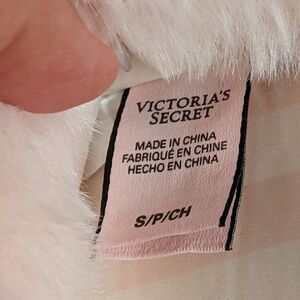 VICTORIA'S
SECRET
MADE IN CHINA
FABRIQUÉ EN CHINE
HECHO EN CHINA
S/P/CH